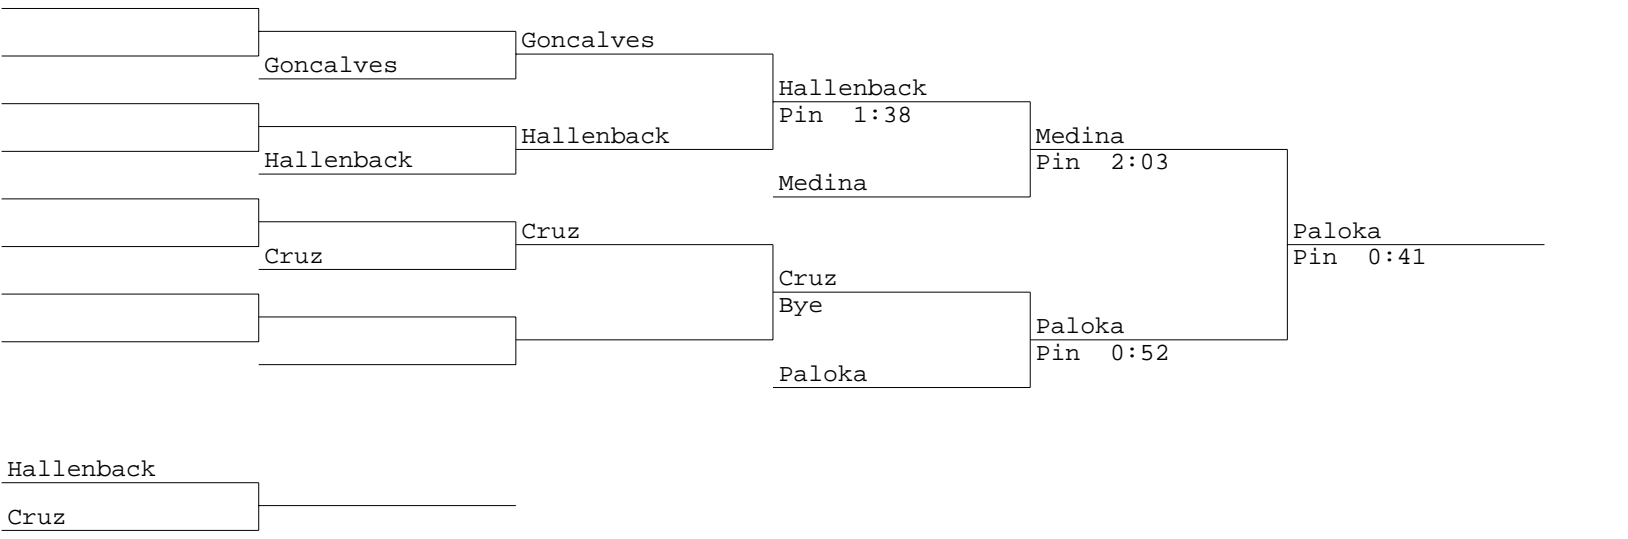 Goncalves
Goncalves
Hallenback
Pin 1:38
Hallenback
Hallenback
Medina
Pin 2:03
Medina
Cruz
Cruz
Paloka
Pin 0:41
Cruz
Bye
Paloka
Pin 0:52
Paloka
Hallenback
Cruz